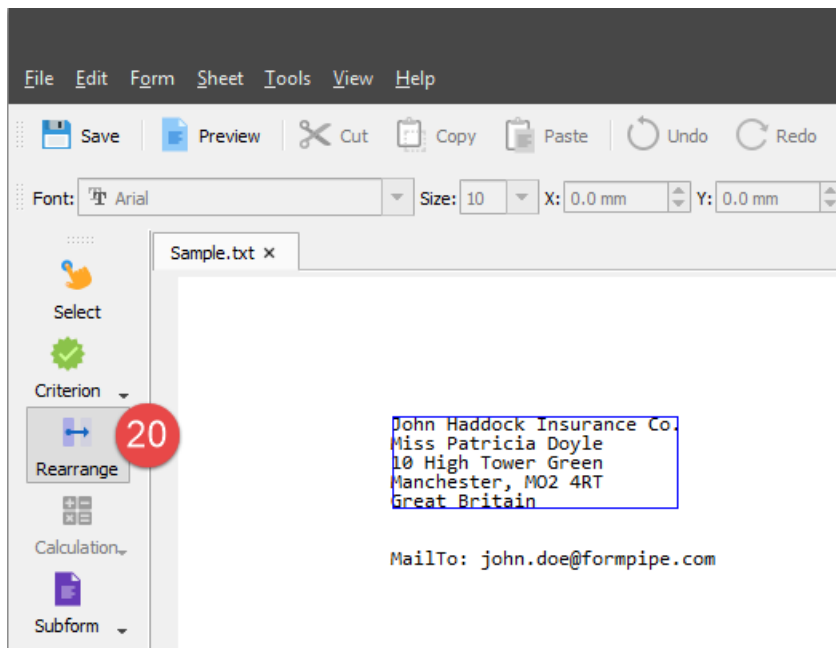 File Edit Form Sheet Tools View Help
Save Preview Cut Copy Paste Undo Redo
Font: Arial Size: 10 X: 0.0 mm Y: 0.0 mm
Sample.txt ×
Select
Criterion
Rearrange
20
Calculation
Subform
John Haddock Insurance Co.
Miss Patricia Doyle
10 High Tower Green
Manchester, MO2 4RT
Great Britain
MailTo: john.doe@formpipe.com